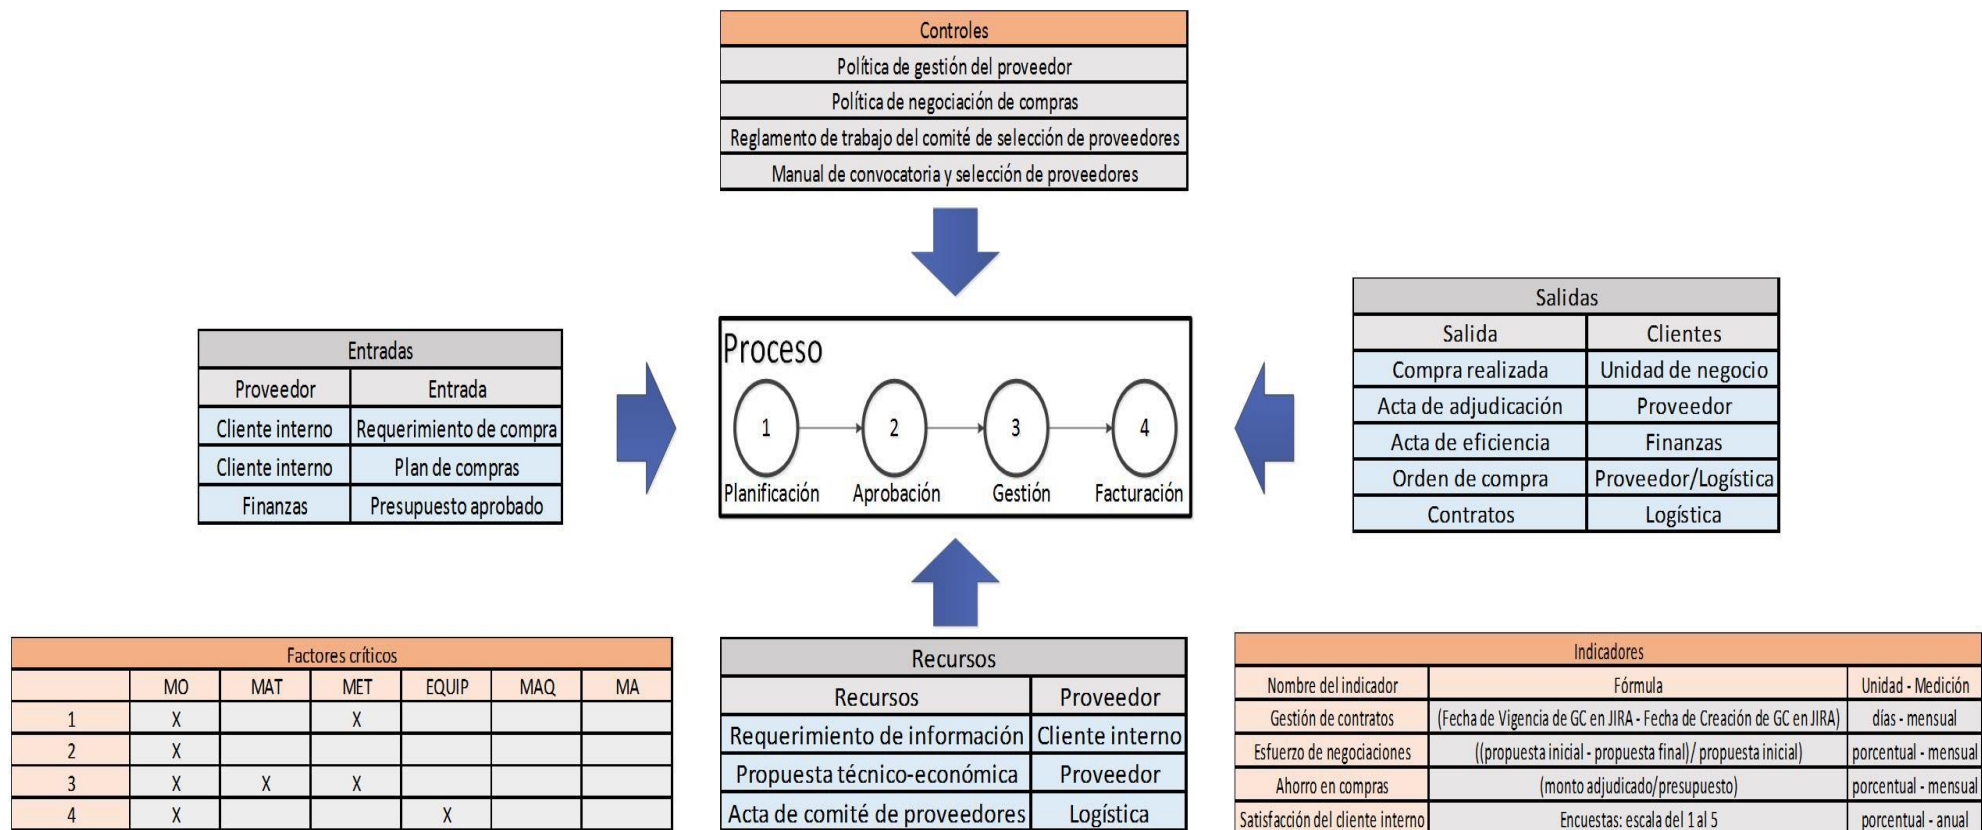 Controles
Política de gestión del proveedor
Política de negociación de compras
Reglamento de trabajo del comité de selección de proveedores
Manual de convocatoria y selección de proveedores
Entradas
Proveedor Entrada
Cliente interno Requerimiento de compra
Cliente interno Plan de compras
Finanzas Presupuesto aprobado
Proceso
1 2 3 4
Planificación Aprobación Gestión Facturación
Salidas
Salida Clientes
Compra realizada Unidad de negocio
Acta de adjudicación Proveedor
Acta de eficiencia Finanzas
Orden de compra Proveedor/Logística
Contratos Logística
Factores críticos
MO MAT MET EQUIP MAQ MA
1 X X
2 X
3 X X X
4 X X
Recursos
Recursos Proveedor
Requerimiento de información Cliente interno
Propuesta técnico-económica Proveedor
Acta de comité de proveedores Logística
Indicadores
Nombre del indicador Fórmula Unidad - Medición
Gestión de contratos (Fecha de Vigencia de GC en JIRA - Fecha de Creación de GC en JIRA) días - mensual
Esfuerzo de negociaciones ((propuesta inicial - propuesta final)/ propuesta inicial) porcentual - mensual
Ahorro en compras (monto adjudicado/presupuesto) porcentual - mensual
Satisfacción del cliente interno Encuestas: escala del 1 al 5 porcentual - anual